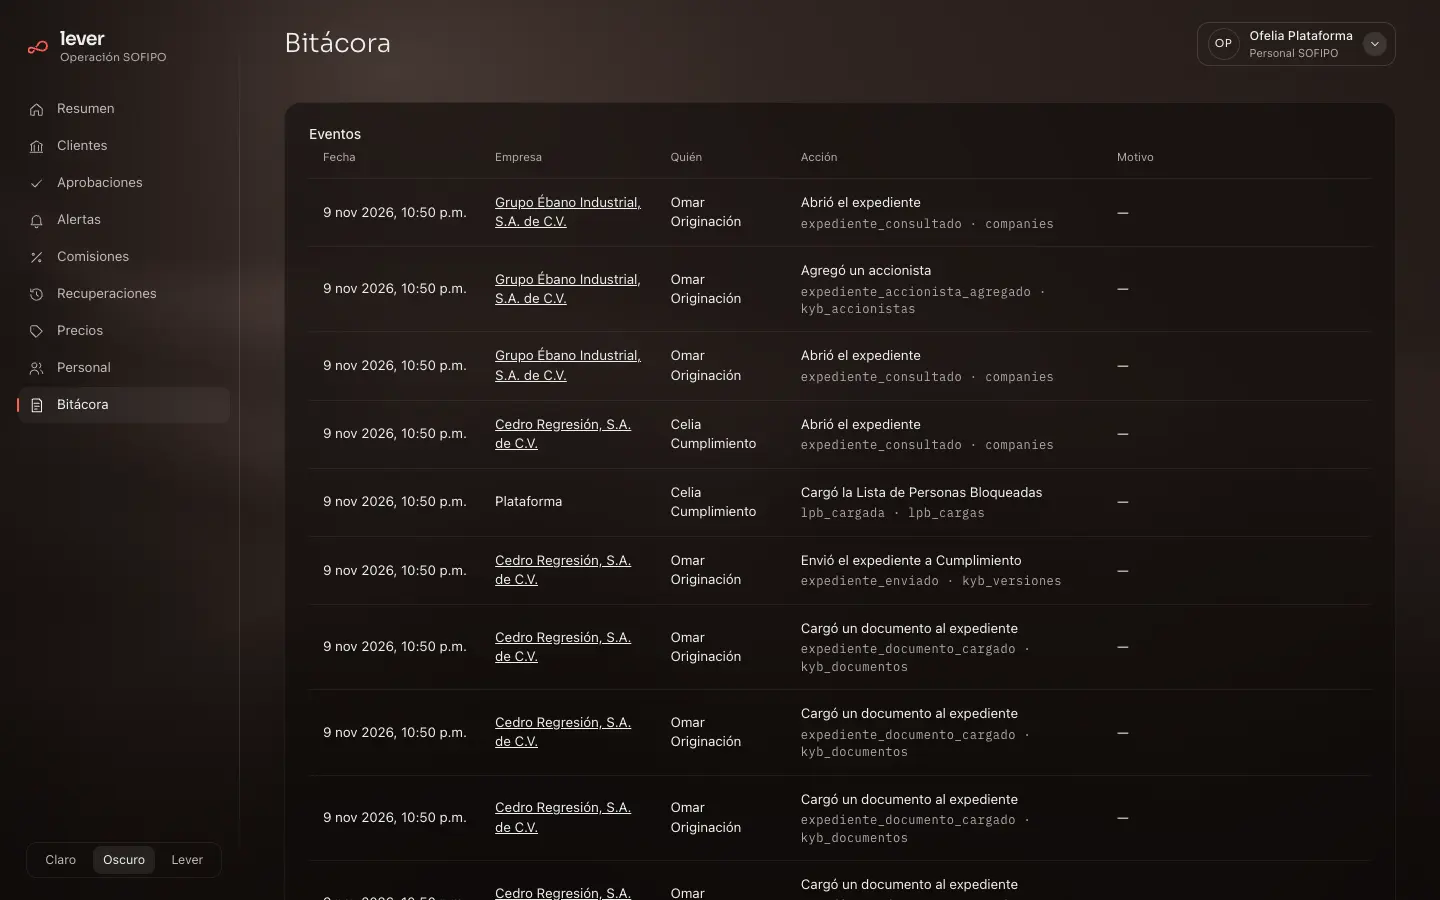 lever
Operación SOFIPO
Resumen
Clientes
Aprobaciones
Alertas
Comisiones
Recuperaciones
Precios
Personal
Bitácora
Claro
Oscuro
Lever
Bitácora
OP
Ofelia Plataforma
Personal SOFIPO
Eventos
Fecha
Empresa
Quién
Acción
Motivo
9 nov 2026, 10:50 p.m.
Grupo Ébano Industrial,
S.A. de C.V.
Omar
Originación
Abrió el expediente
expediente_consultado · companies
—
9 nov 2026, 10:50 p.m.
Grupo Ébano Industrial,
S.A. de C.V.
Omar
Originación
Agregó un accionista
expediente_accionista_agregado ·
kyb_accionistas
—
9 nov 2026, 10:50 p.m.
Grupo Ébano Industrial,
S.A. de C.V.
Omar
Originación
Abrió el expediente
expediente_consultado · companies
—
9 nov 2026, 10:50 p.m.
Cedro Regresión, S.A.
de C.V.
Celia
Cumplimiento
Abrió el expediente
expediente_consultado · companies
—
9 nov 2026, 10:50 p.m.
Plataforma
Celia
Cumplimiento
Cargó la Lista de Personas Bloqueadas
lpb_cargada · lpb_cargas
—
9 nov 2026, 10:50 p.m.
Cedro Regresión, S.A.
de C.V.
Omar
Originación
Envió el expediente a Cumplimiento
expediente_enviado · kyb_versiones
—
9 nov 2026, 10:50 p.m.
Cedro Regresión, S.A.
de C.V.
Omar
Originación
Cargó un documento al expediente
expediente_documento_cargado ·
kyb_documentos
—
9 nov 2026, 10:50 p.m.
Cedro Regresión, S.A.
de C.V.
Omar
Originación
Cargó un documento al expediente
expediente_documento_cargado ·
kyb_documentos
—
9 nov 2026, 10:50 p.m.
Cedro Regresión, S.A.
de C.V.
Omar
Originación
Cargó un documento al expediente
expediente_documento_cargado ·
kyb_documentos
—
Cedro Regresión, S.A.
Omar
Cargó un documento al expediente